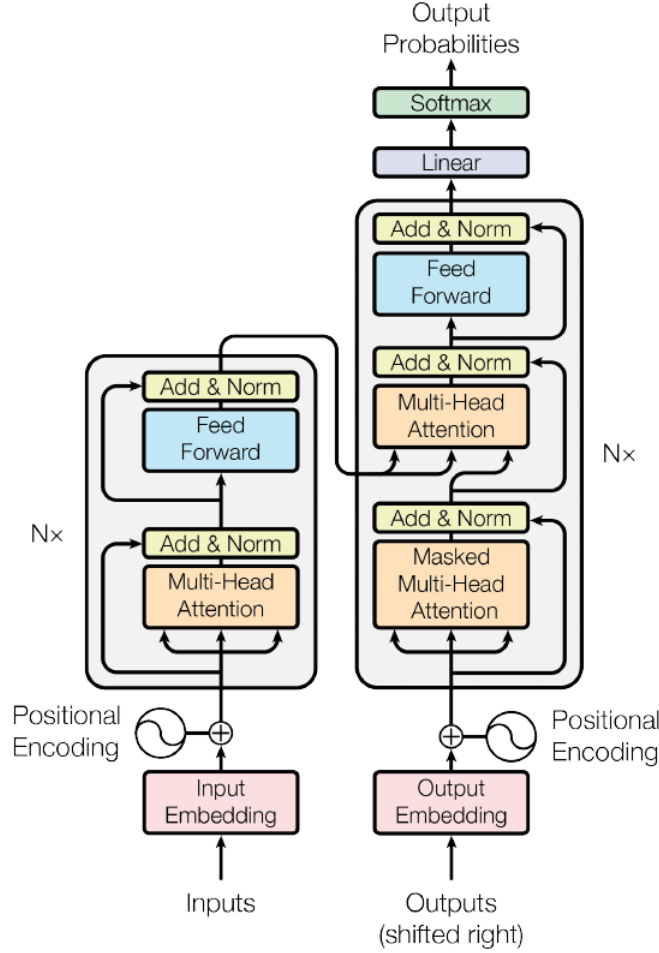 Output
Probabilities
Softmax
Linear
Add & Norm
Feed
Forward
Add & Norm
Multi-Head
Attention
Add & Norm
Masked
Multi-Head
Attention
Nx
Add & Norm
Feed
Forward
Add & Norm
Multi-Head
Attention
Nx
Positional
Encoding
Positional
Encoding
Input
Embedding
Output
Embedding
Inputs
Outputs
(shifted right)